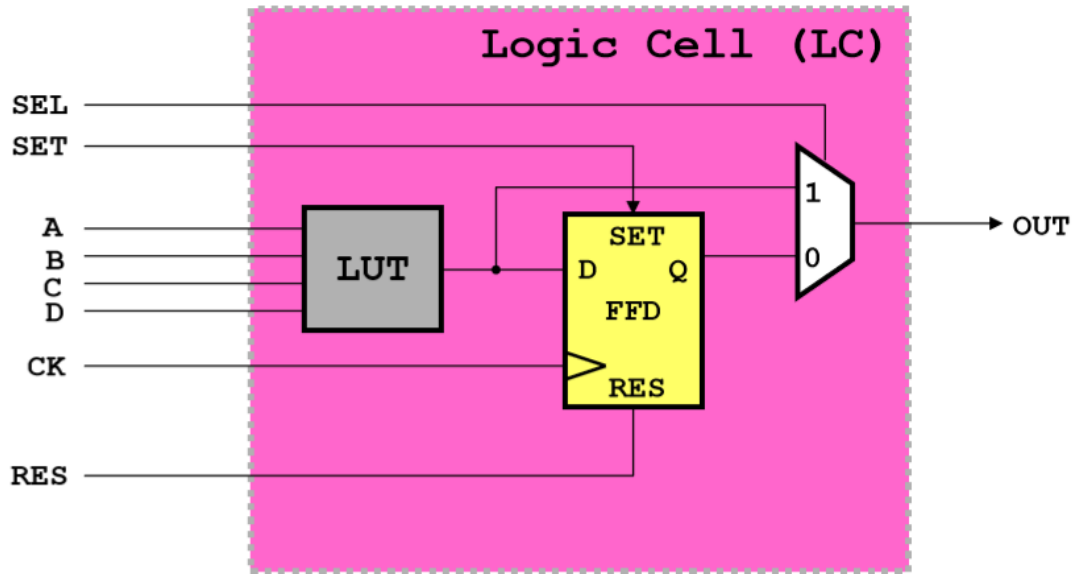 Logic Cell (LC)
SEL
SET
1
A
OUT
SET
B
LUT
D
Q
0
C
D
FFD
CK
RES
RES